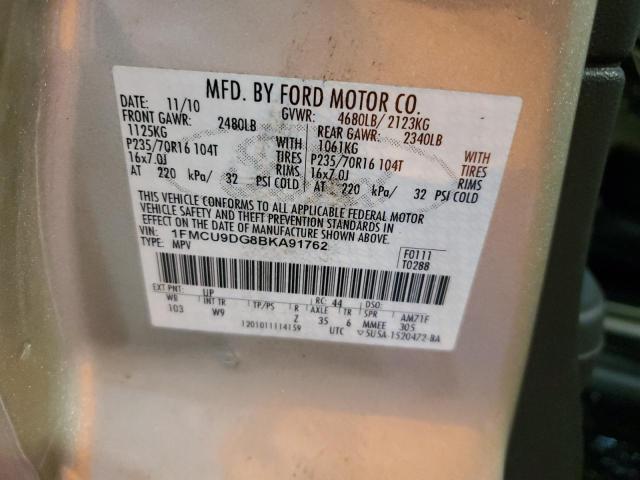 MFD. BY FORD MOTOR CO.
DATE: 11/10 GVWR: 4680LB/ 2123KG
FRONT GAWR: 2480LB REAR GAWR: 2340LB
1125KG WITH 1061KG WITH
P235/70R16 104T TIRES P235/70R16 104T TIRES
16x7.0J RIMS 16x7.0J RIMS
AT 220 kPa/ 32 PSI COLD AT 220 kPa/ 32 PSI COLD
THIS VEHICLE CONFORMS TO ALL APPLICABLE FEDERAL MOTOR
VEHICLE SAFETY AND THEFT PREVENTION STANDARDS IN
EFFECT ON THE DATE OF MANUFACTURE SHOWN ABOVE.
VIN: 1FMCU9DG8BKA91762
TYPE: MPV
F0111
T0288
EXT PNT: UP RC: 44 DSO:
WB INT TR TP/PS R AXLE TR SPR AM71F
103 W9 Z 35 6 MMEE 305
1201011114159 UTC 5U5A-1520472-BA